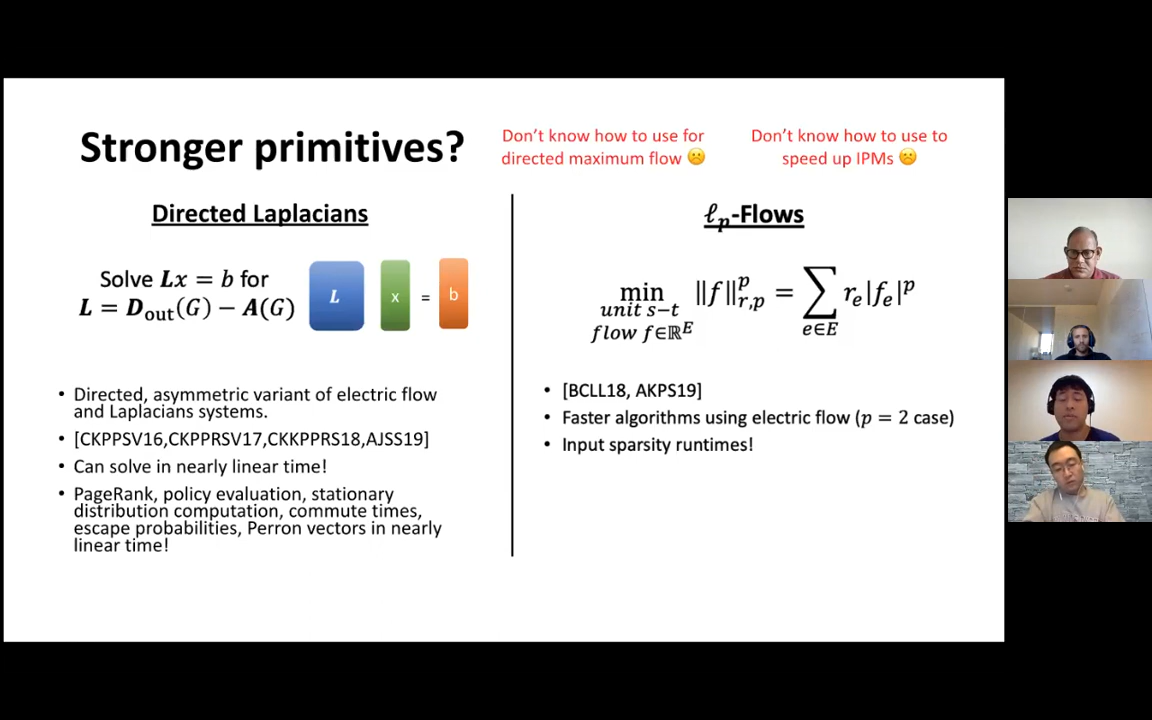 Stronger primitives?
Don't know how to use for
directed maximum flow ☹
Don't know how to use to
speed up IPMs ☹
Directed Laplacians
Solve Lx = b for
L = D_out(G) − A(G)
L x = b
• Directed, asymmetric variant of electric flow
and Laplacians systems.
• [CKPPSV16,CKPPRSV17,CKKPPRS18,AJSS19]
• Can solve in nearly linear time!
• PageRank, policy evaluation, stationary
distribution computation, commute times,
escape probabilities, Perron vectors in nearly
linear time!
ℓ_p-Flows
min ‖f‖_{r,p}^p = ∑ r_e|f_e|^p
unit s−t
flow f∈ℝ^E
e∈E
• [BCLL18, AKPS19]
• Faster algorithms using electric flow (p = 2 case)
• Input sparsity runtimes!